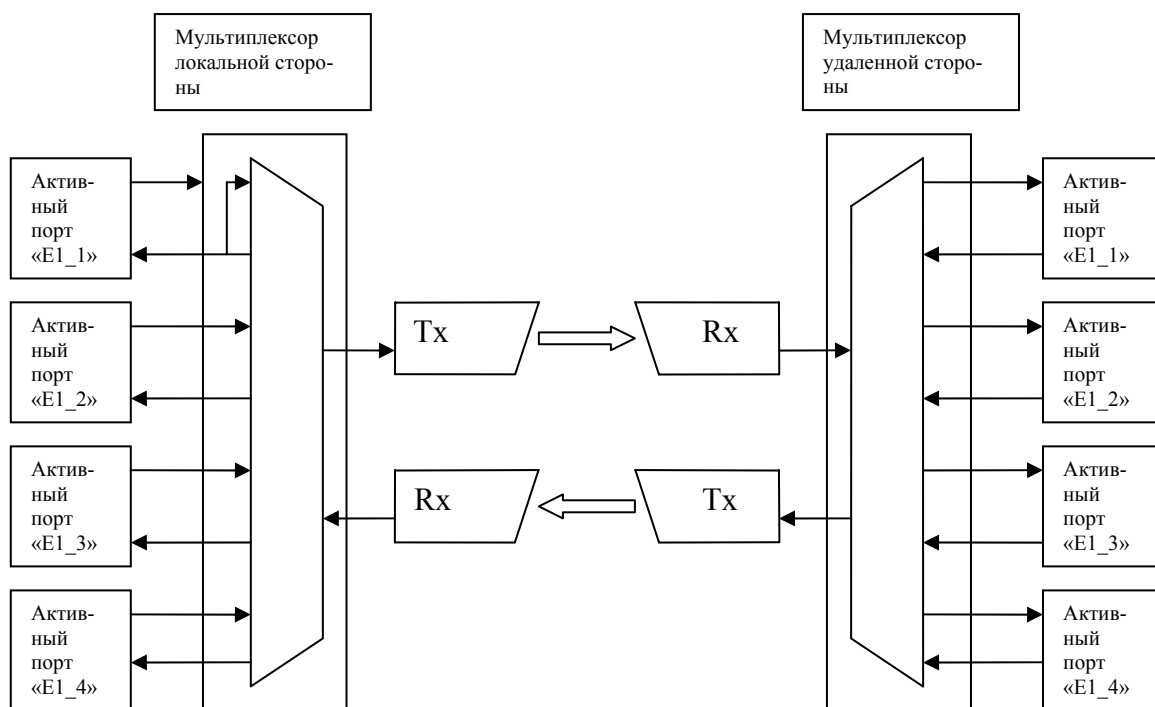 Мультиплексор
локальной сторо-
ны
Мультиплексор
удаленной сторо-
ны
Актив-
ный
порт
«E1_1»
Актив-
ный
порт
«E1_1»
Актив-
ный
порт
«E1_2»
Tx
Rx
Актив-
ный
порт
«E1_2»
Актив-
ный
порт
«E1_3»
Rx
Tx
Актив-
ный
порт
«E1_3»
Актив-
ный
порт
«E1_4»
Актив-
ный
порт
«E1_4»